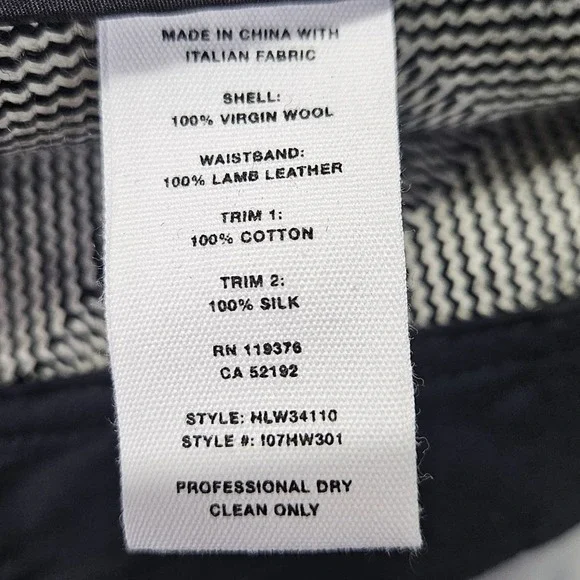 MADE IN CHINA WITH
ITALIAN FABRIC
SHELL:
100% VIRGIN WOOL
WAISTBAND:
100% LAMB LEATHER
TRIM 1:
100% COTTON
TRIM 2:
100% SILK
RN 119376
CA 52192
STYLE: HLW34110
STYLE #: I07HW301
PROFESSIONAL DRY
CLEAN ONLY